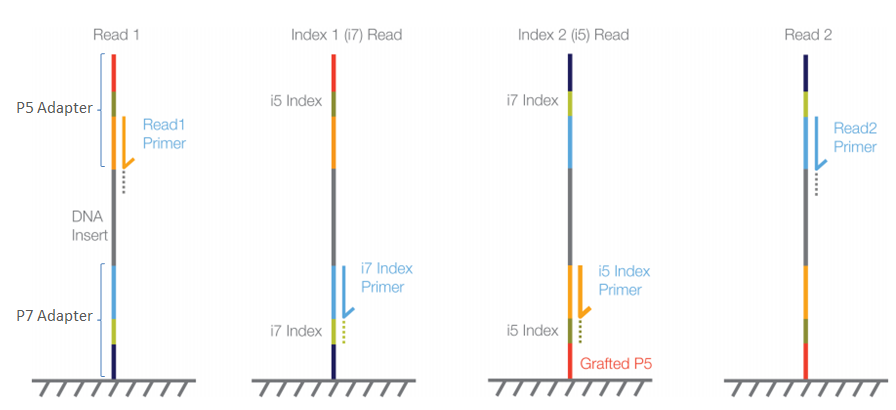 Read 1
Index 1 (i7) Read
Index 2 (i5) Read
Read 2
P5 Adapter
Read1
Primer
DNA
Insert
P7 Adapter
i5 Index
i7 Index
Primer
i7 Index
i7 Index
i5 Index
Primer
i5 Index
Grafted P5
Read2
Primer